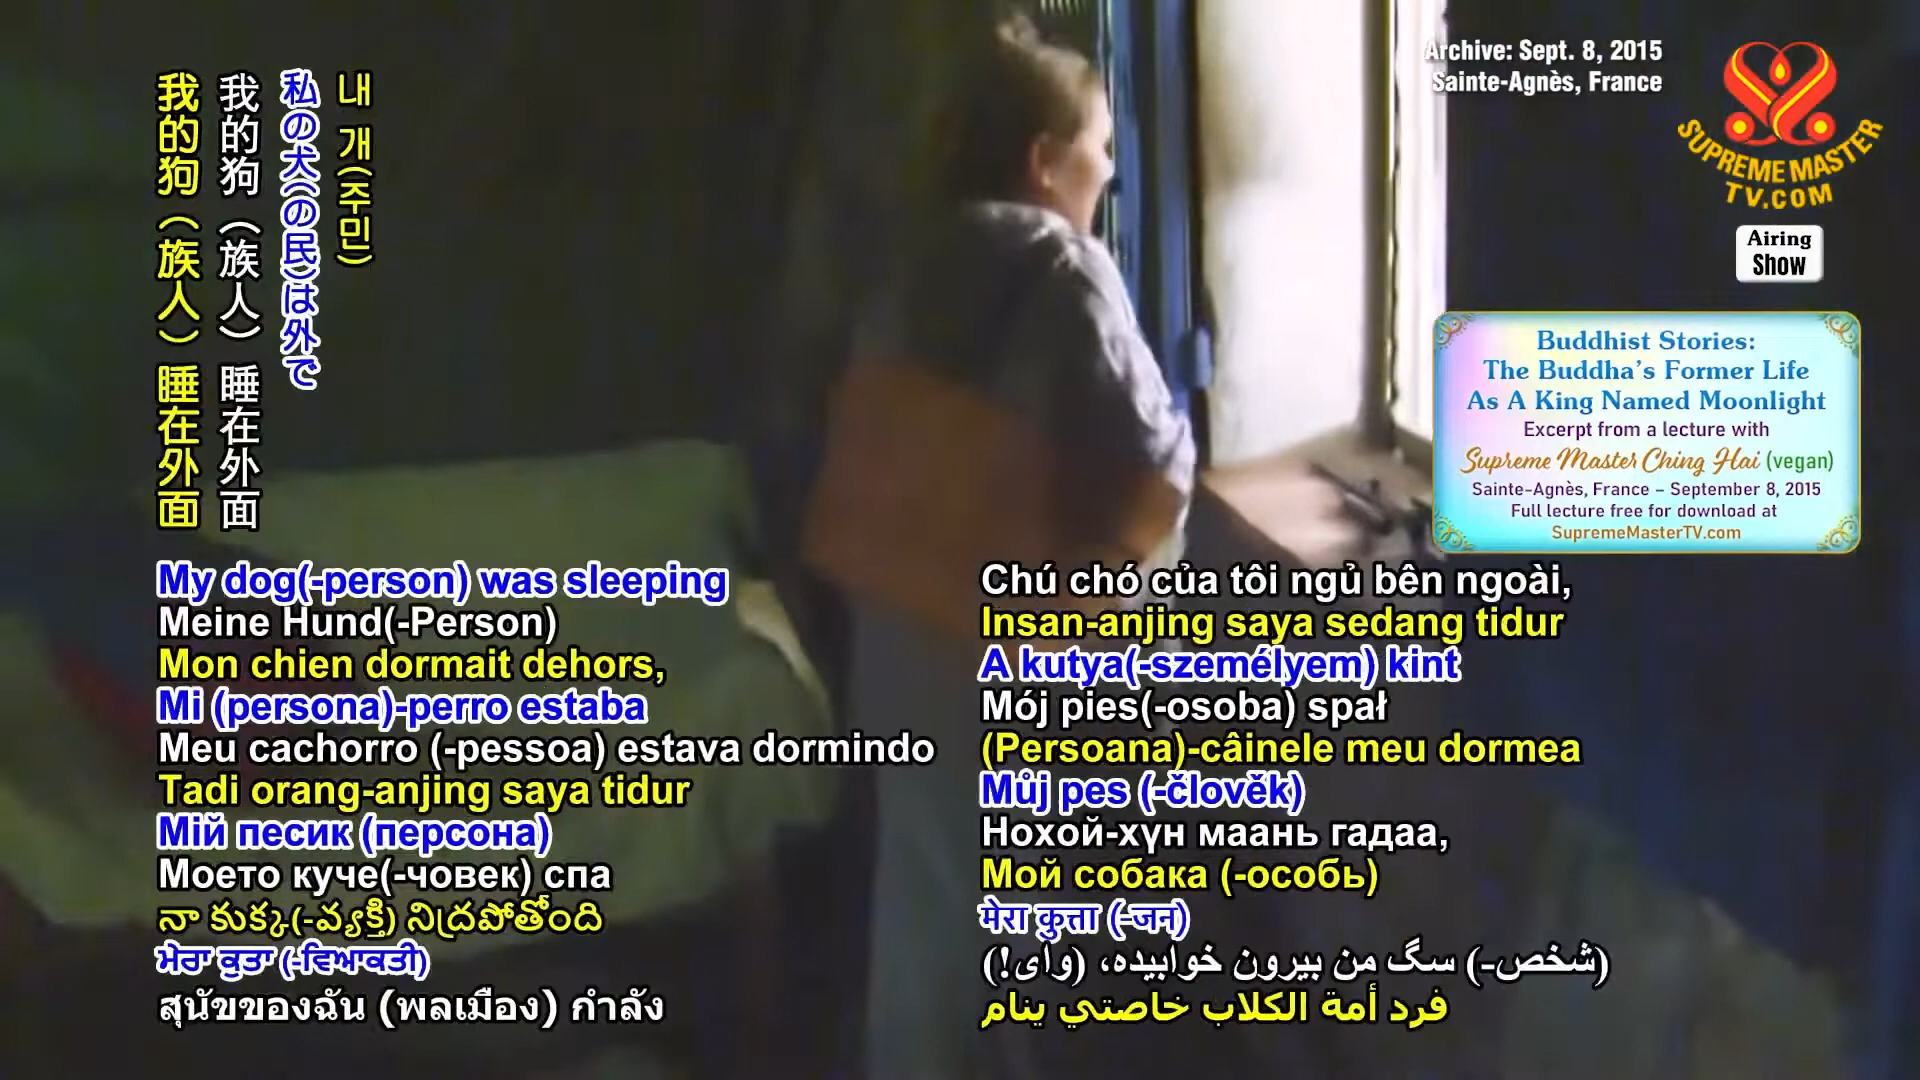 Archive: Sept. 8, 2015
Sainte-Agnès, France
SUPREME MASTER
TV.COM
Airing
Show
Buddhist Stories:
The Buddha's Former Life
As A King Named Moonlight
Excerpt from a lecture with
Supreme Master Ching Hai (vegan)
Sainte-Agnès, France – September 8, 2015
Full lecture free for download at
SupremeMasterTV.com
내 개(주민)
私の犬(の民)は外で
我的狗（族人）睡在外面
我的狗（族人）睡在外面
My dog(-person) was sleeping
Meine Hund(-Person)
Mon chien dormait dehors,
Mi (persona)-perro estaba
Meu cachorro (-pessoa) estava dormindo
Tadi orang-anjing saya tidur
Мій песик (персона)
Моето куче(-човек) спа
నా కుక్క(-వ్యక్తి) నిద్రపోతోంది
ਮੇਰਾ ਕੁਤਾ (-ਵਿਆਕਤੀ)
สุนัขของฉัน (พลเมือง) กำลัง
Chú chó của tôi ngủ bên ngoài,
Insan-anjing saya sedang tidur
A kutya(-személyem) kint
Mój pies(-osoba) spał
(Persoana)-câinele meu dormea
Můj pes (-člověk)
Нохой-хүн маань гадаа,
Мой собака (-особь)
मेरा कुत्ता (-जन)
(شخص-) سگ من بیرون خوابیده، (وای!)
فرد أمة الكلاب خاصتي ينام